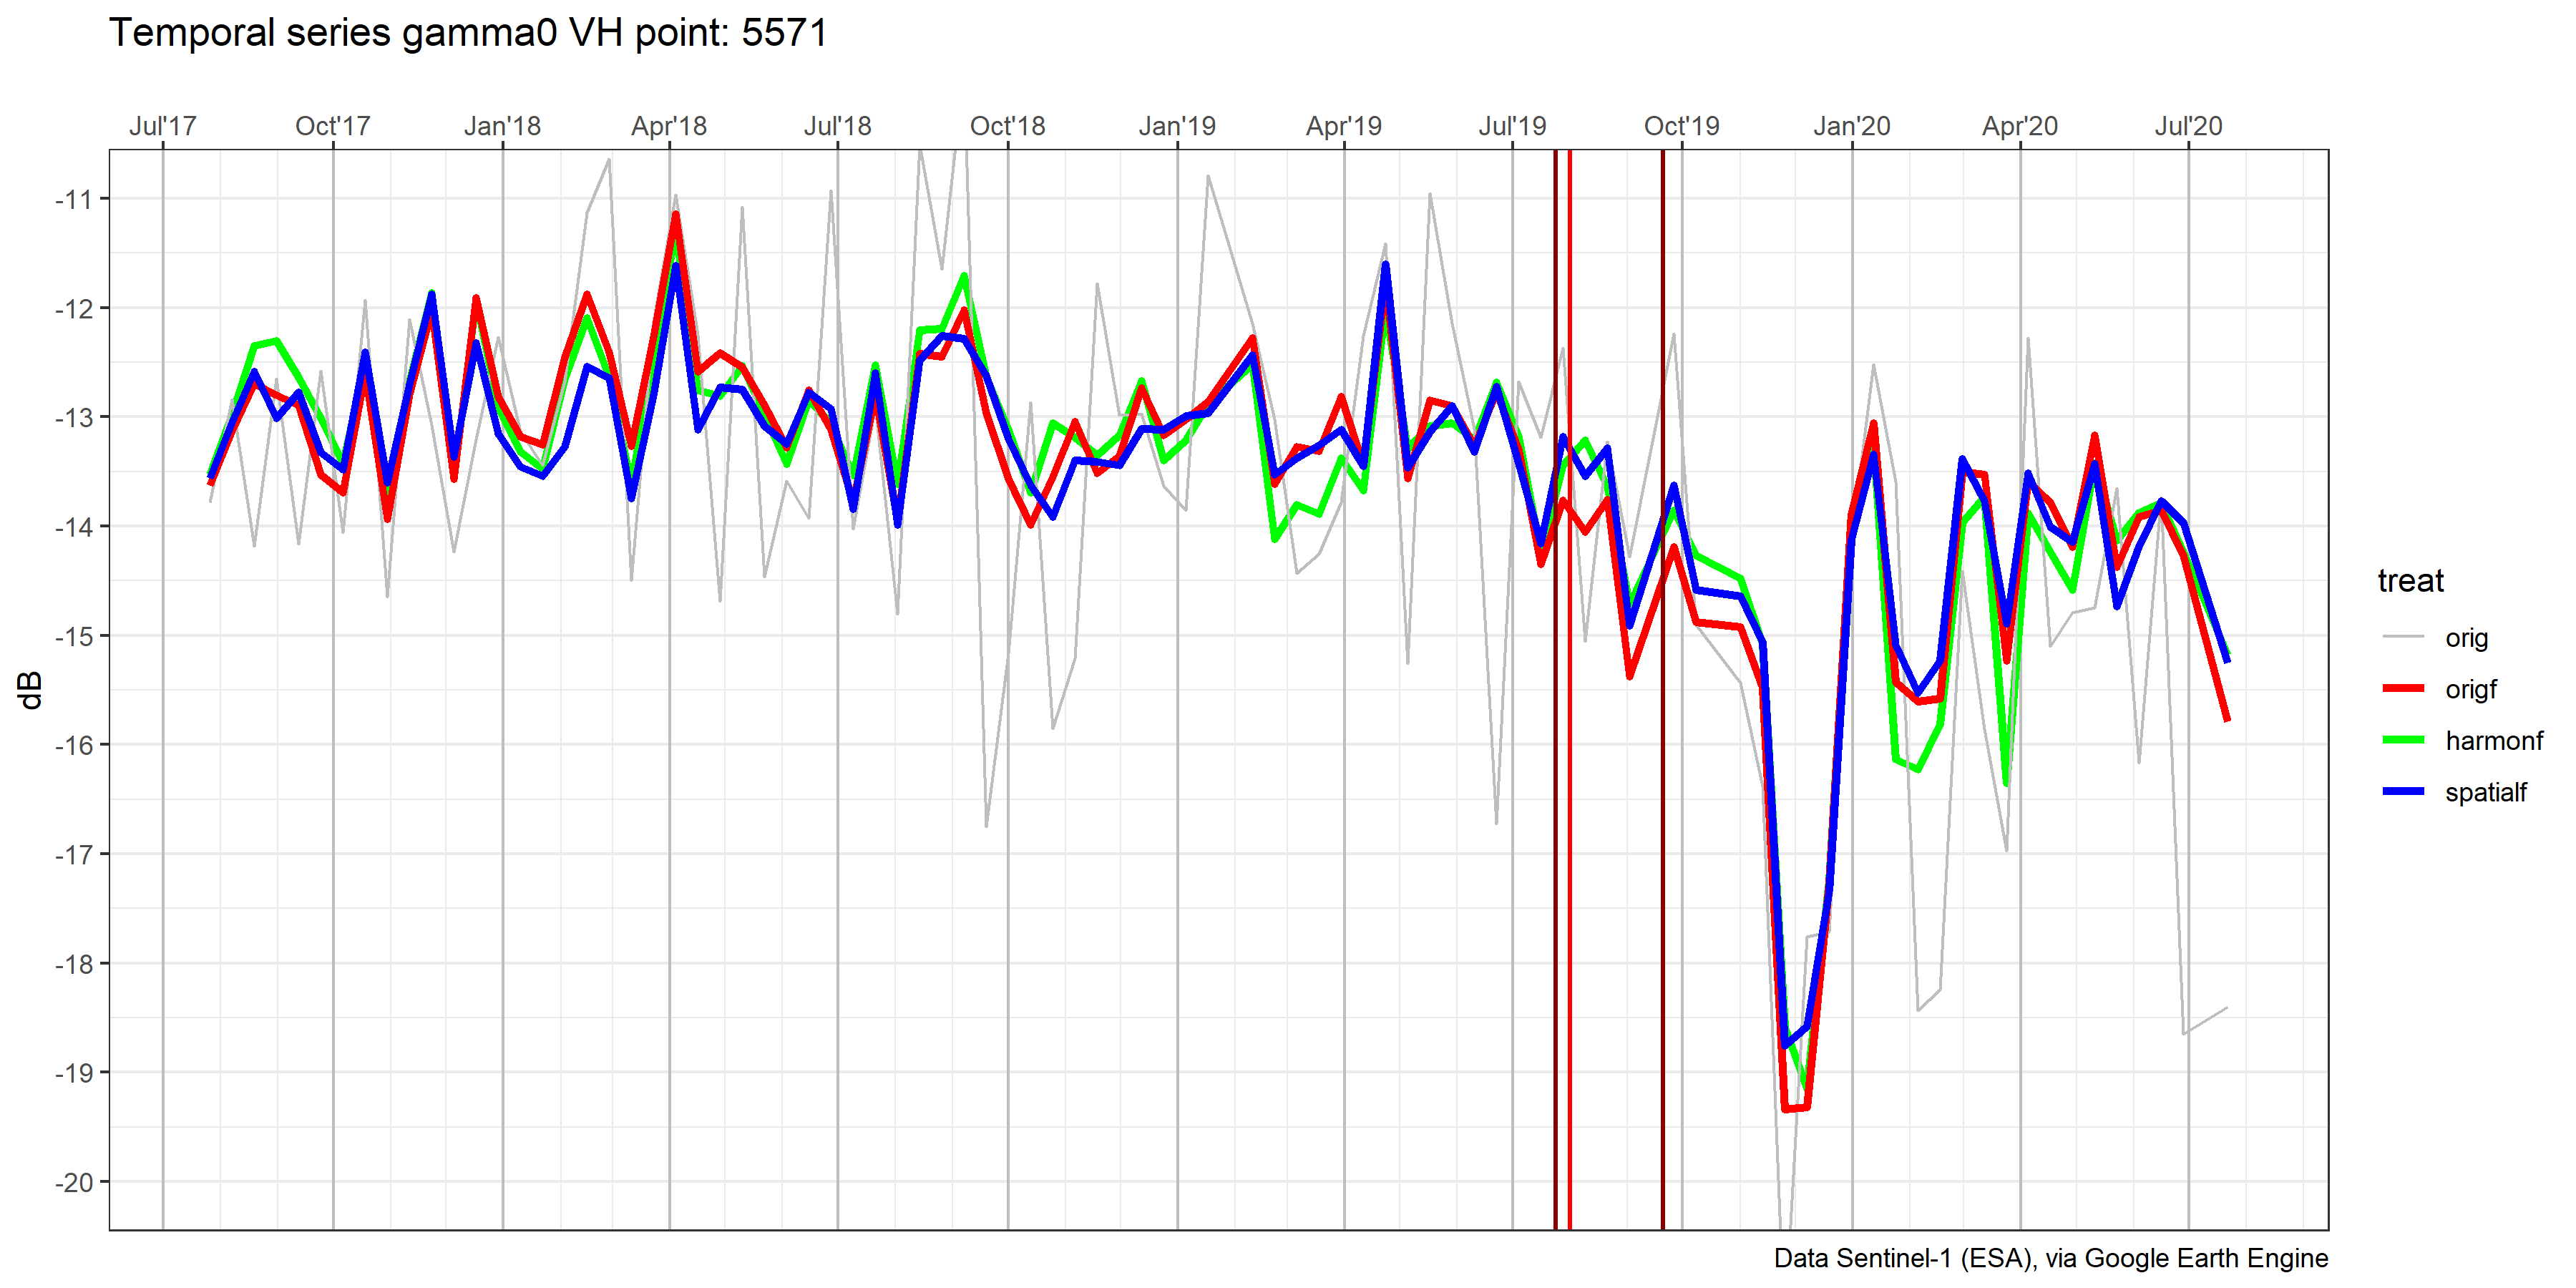 Temporal series gamma0 VH point: 5571
Jul'17 Oct'17 Jan'18 Apr'18 Jul'18 Oct'18 Jan'19 Apr'19 Jul'19 Oct'19 Jan'20 Apr'20 Jul'20
-11
-12
-13
-14
-15
-16
-17
-18
-19
-20
dB
treat
orig
origf
harmonf
spatialf
Data Sentinel-1 (ESA), via Google Earth Engine